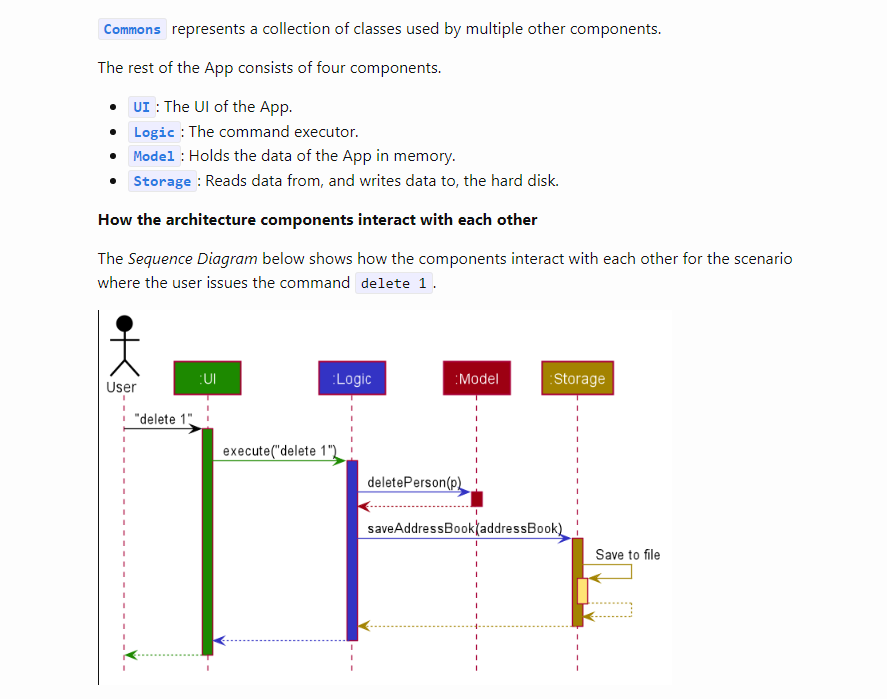 Commons represents a collection of classes used by multiple other components.
The rest of the App consists of four components.
UI : The UI of the App.
Logic : The command executor.
Model : Holds the data of the App in memory.
Storage : Reads data from, and writes data to, the hard disk.
How the architecture components interact with each other
The Sequence Diagram below shows how the components interact with each other for the scenario
where the user issues the command delete 1 .
User
:UI
:Logic
:Model
:Storage
"delete 1"
execute("delete 1")
deletePerson(p)
saveAddressBook(addressBook)
Save to file